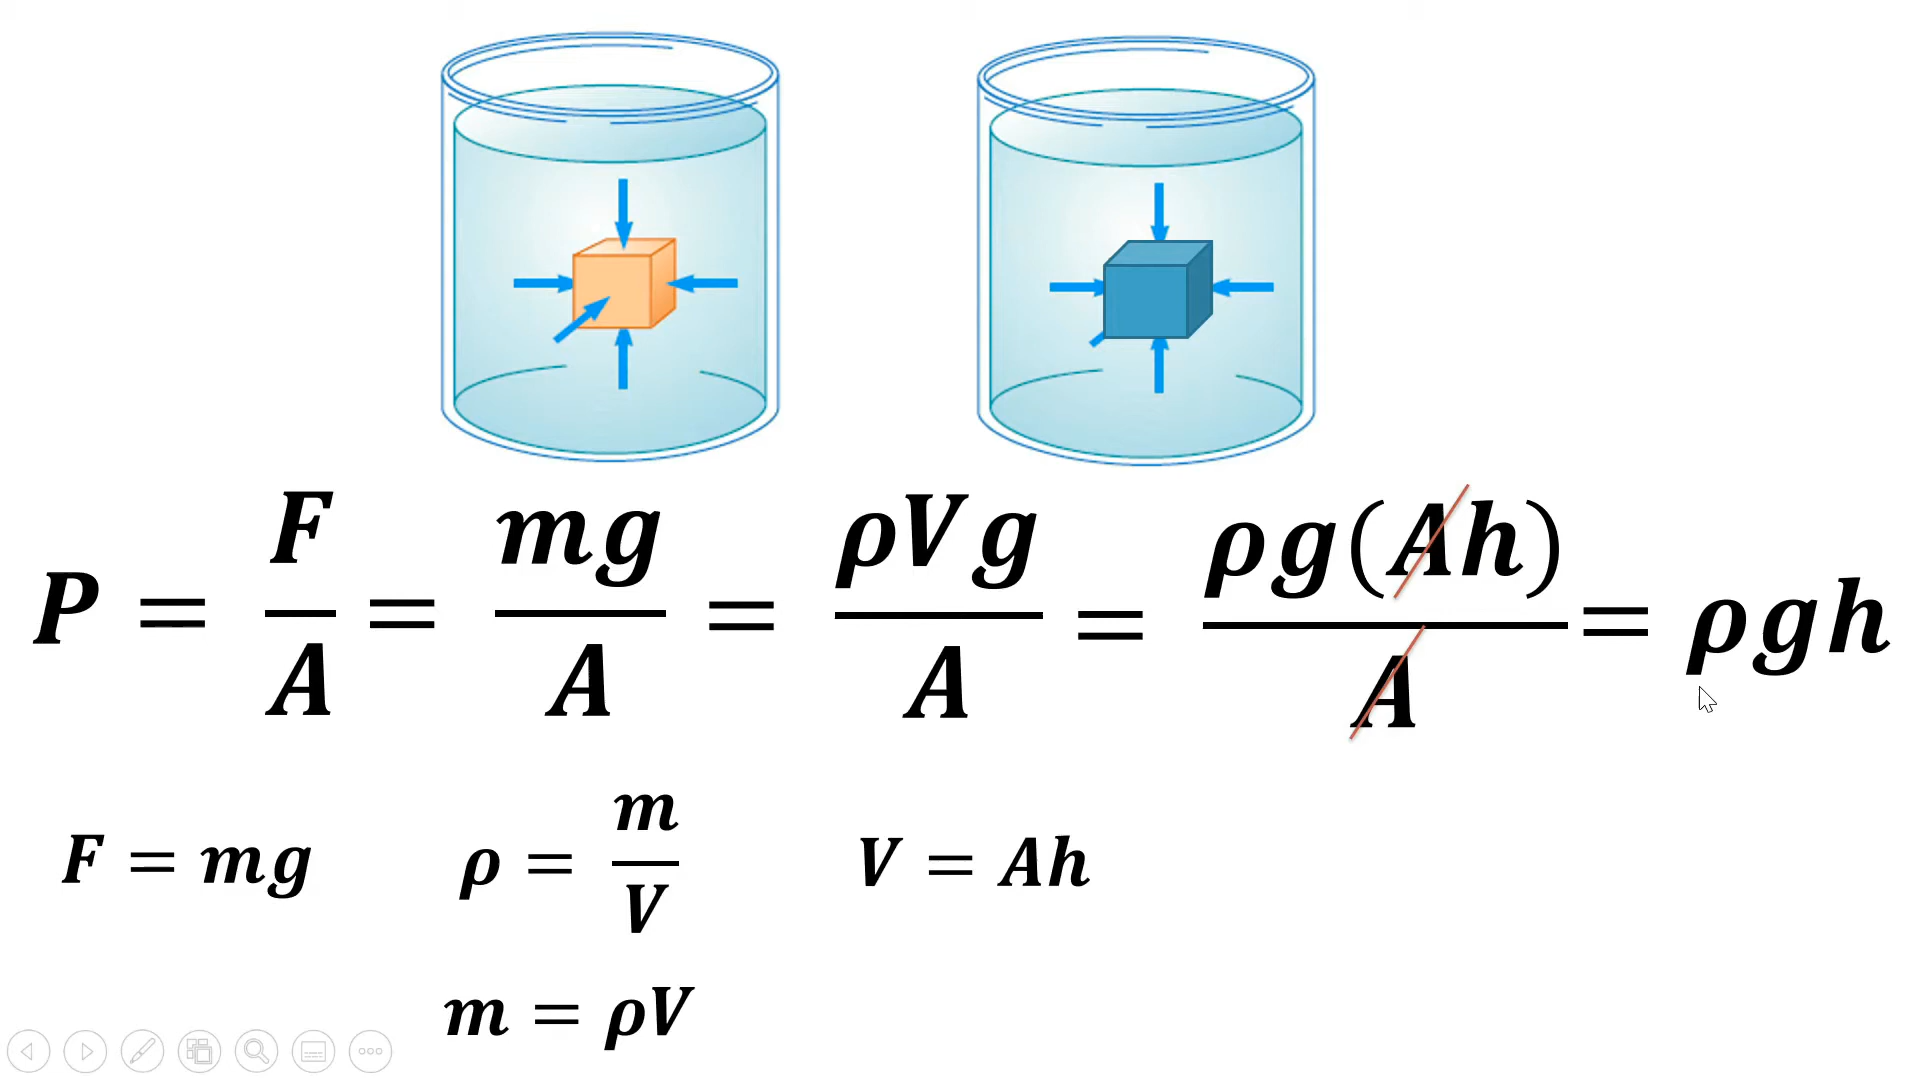 P = F/A = mg/A = ρVg/A = ρg(Ah)/A = ρgh
F = mg
ρ = m/V
V = Ah
m = ρV